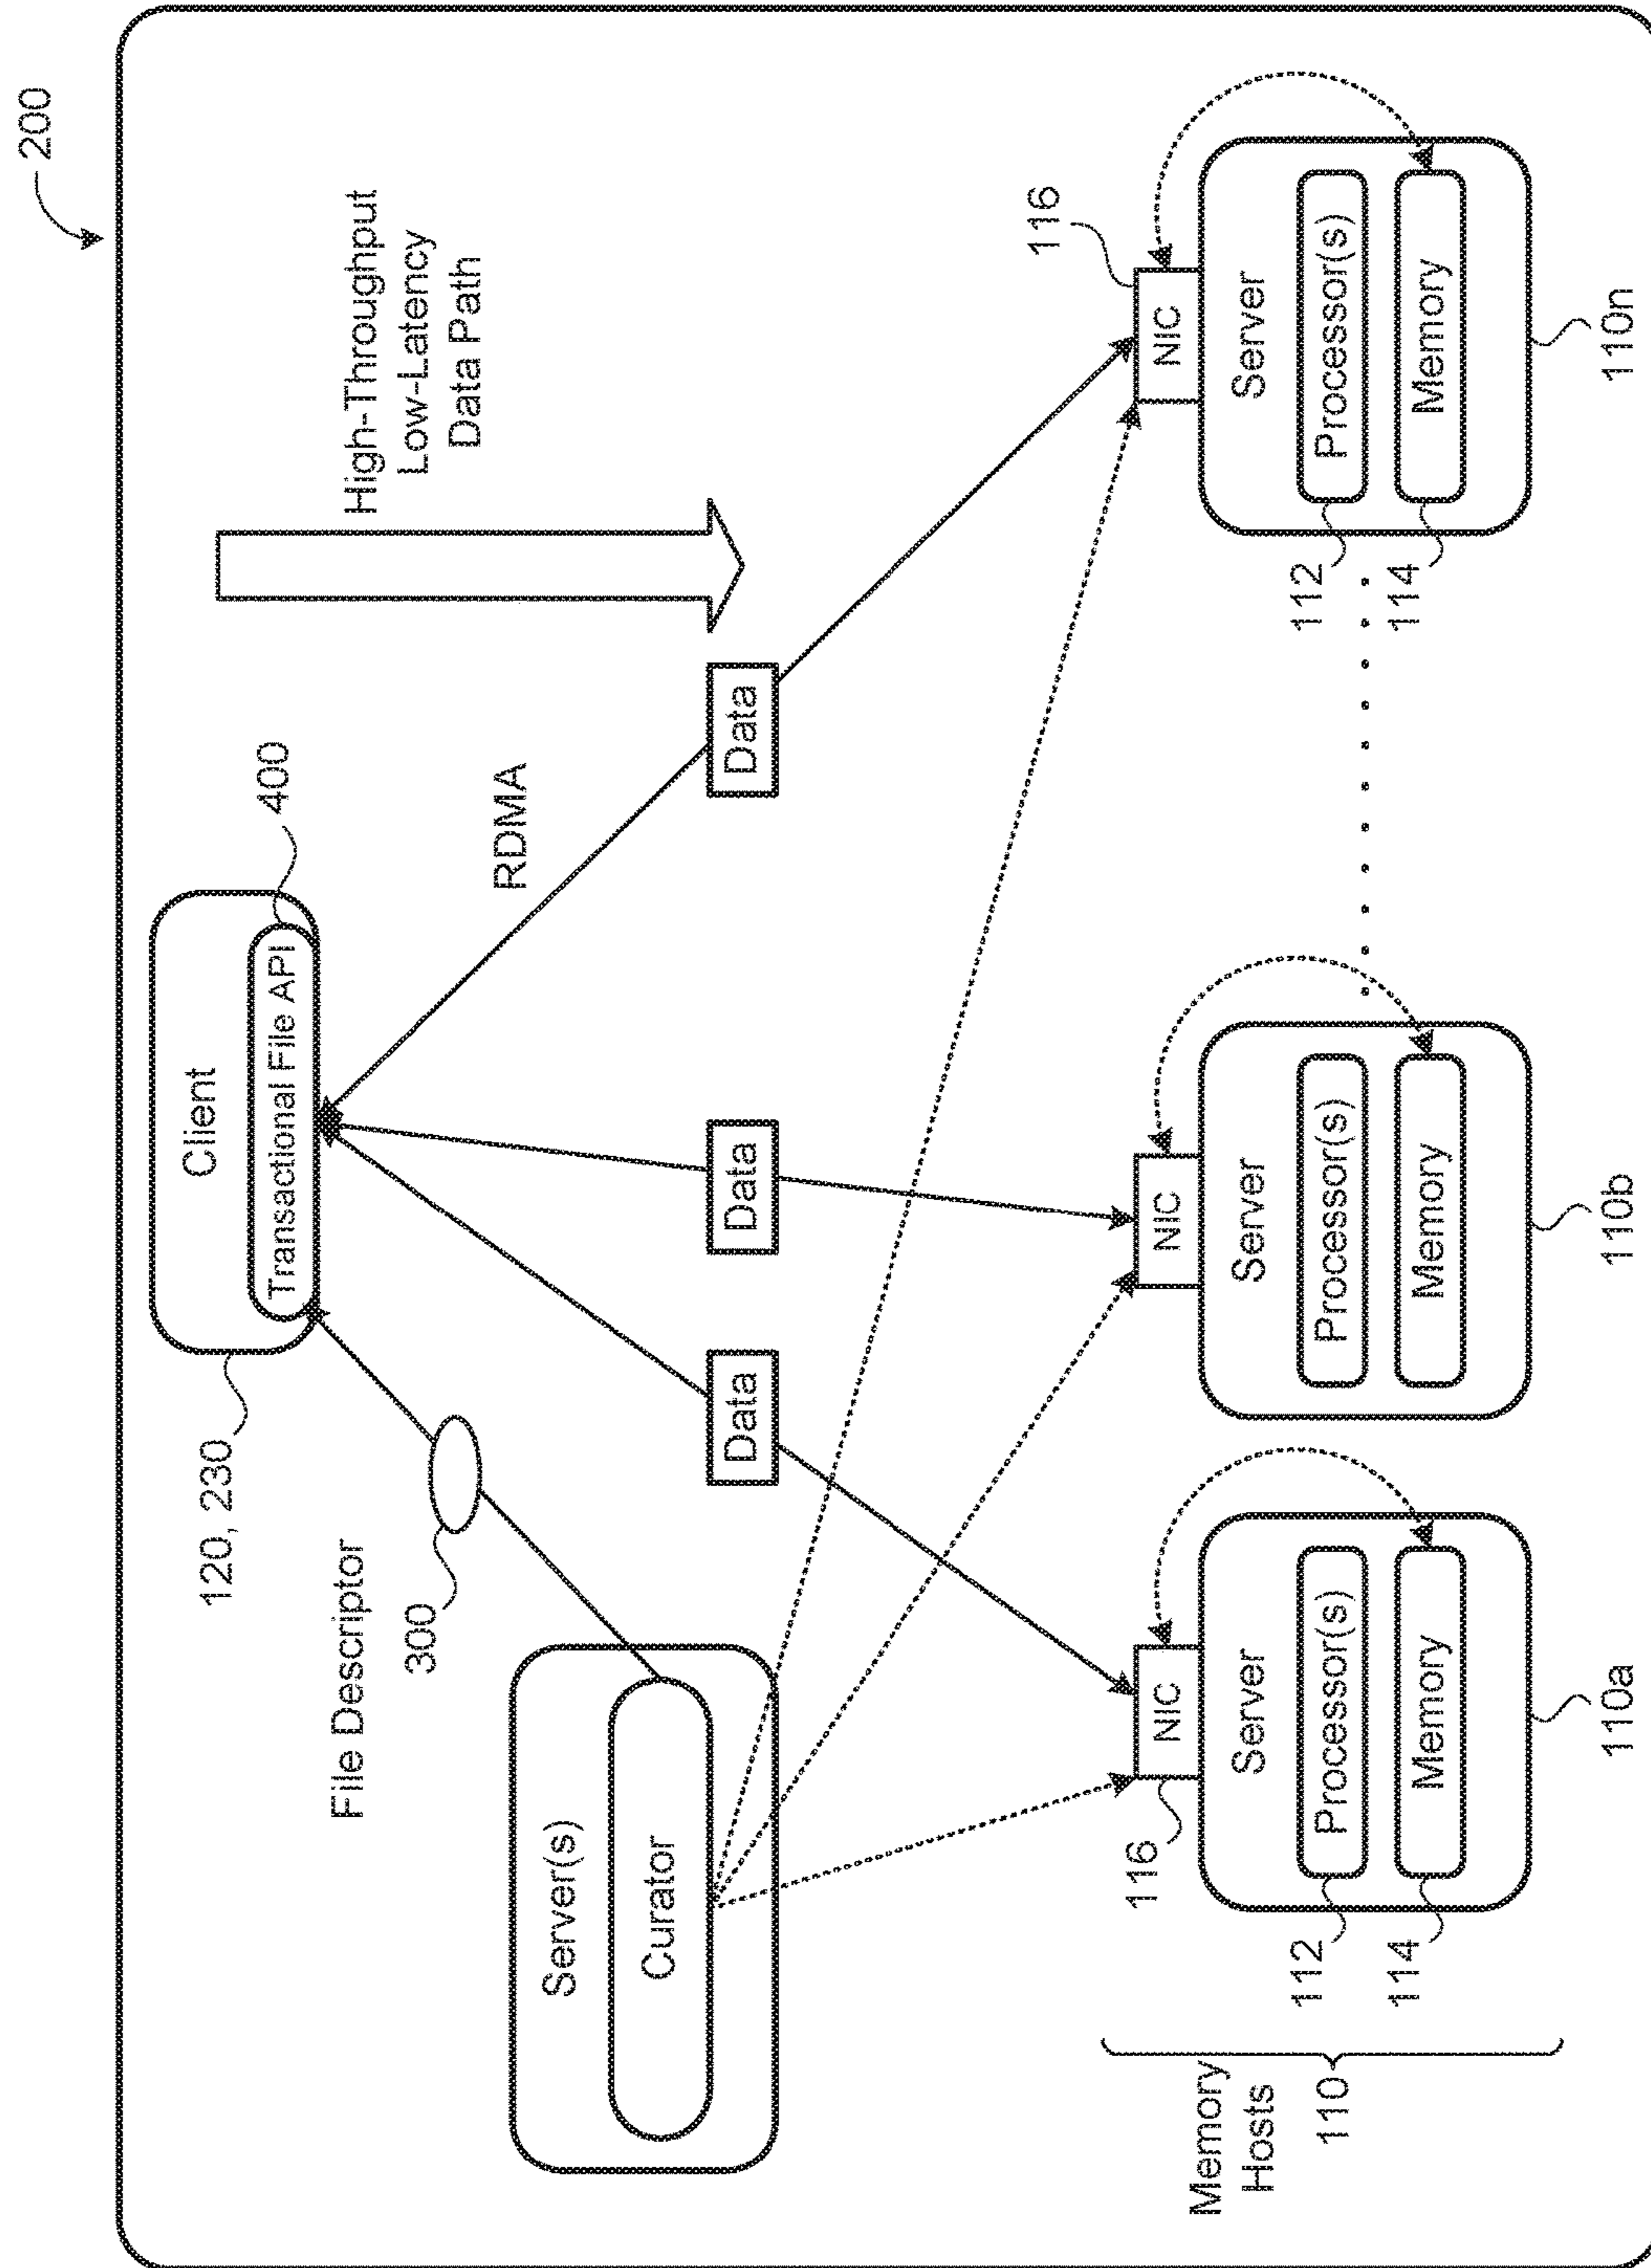 200
Client
Transactional File API
400
120, 230
High-Throughput
Low-Latency
Data Path
File Descriptor
300
RDMA
Server(s)
Curator
Data
Data
Data
Memory
Hosts
110
116
NIC
Server
Processor(s)
Memory
112
114
110a
NIC
Server
Processor(s)
Memory
110b
116
NIC
Server
Processor(s)
Memory
112
114
110n